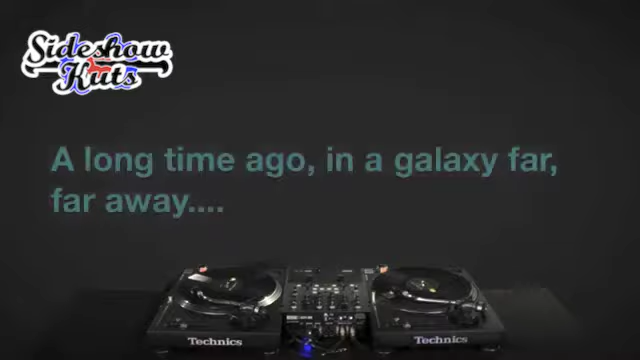 Sideshow
Kuts
A long time ago, in a galaxy far,
far away....
Technics
Technics